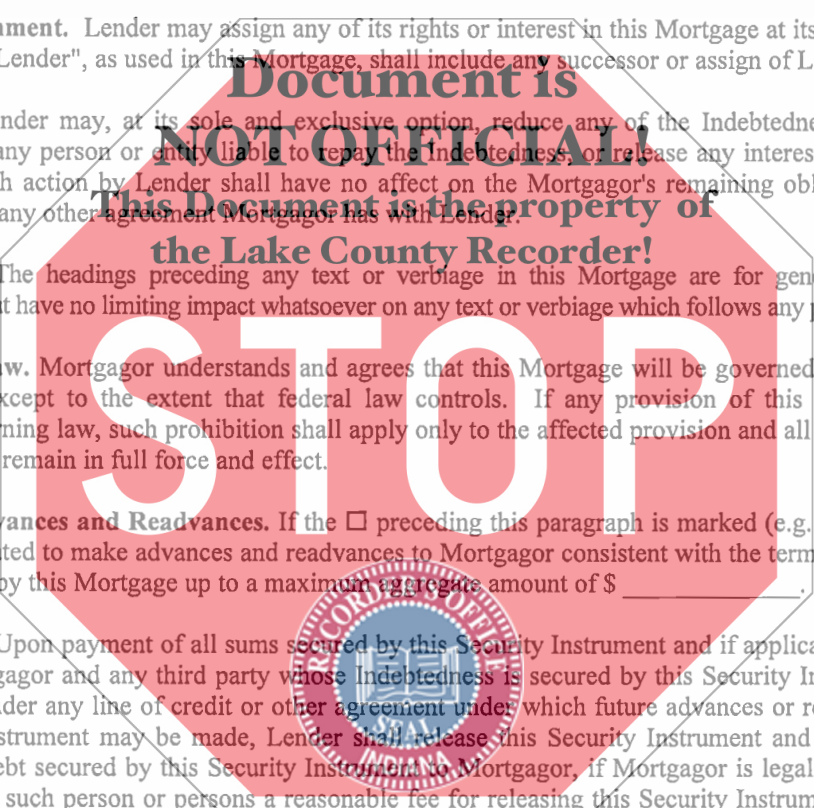 nment. Lender may assign any of its rights or interest in this Mortgage at its
Lender", as used in this Mortgage, shall include any successor or assign of L
Document is
nder may, at its sole and exclusive option, reduce any of the Indebtedne
NOT OFFICIAL!
any person or entity liable to repay the Indebtedness, or release any interes
h action by Lender shall have no affect on the Mortgagor's remaining obl
This Document is the property of
any other agreement Mortgagor has with Lender.
the Lake County Recorder!
The headings preceding any text or verbiage in this Mortgage are for gene
t have no limiting impact whatsoever on any text or verbiage which follows any p
STOP
aw. Mortgagor understands and agrees that this Mortgage will be governed
xcept to the extent that federal law controls. If any provision of this
ning law, such prohibition shall apply only to the affected provision and all
remain in full force and effect.
vances and Readvances. If the ☐ preceding this paragraph is marked (e.g.
ted to make advances and readvances to Mortgagor consistent with the term
by this Mortgage up to a maximum aggregate amount of $ ____________.
RECORDER'S OFFICE
Upon payment of all sums secured by this Security Instrument and if applica
gagor and any third party whose Indebtedness is secured by this Security In
der any line of credit or other agreement under which future advances or re
SEAL
strument may be made, Lender shall release this Security Instrument and
INDIANA
ebt secured by this Security Instrument to Mortgagor, if Mortgagor is legal
such person or persons a reasonable fee for releasing this Security Instrum